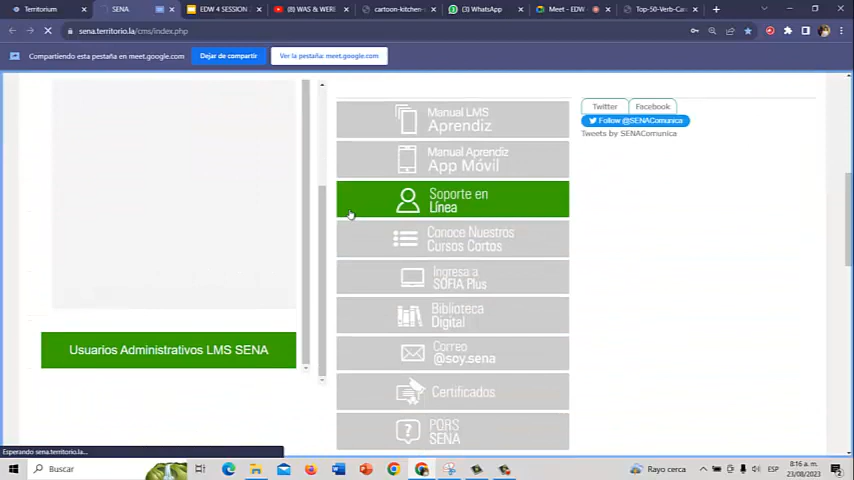 Territorium
SENA
EDW 4 SESSION
(8) WAS & WERE
cartoon-kitchen-
(3) WhatsApp
Meet - EDW
Top-50-Verb-Co
sena.territorio.la/cms/index.php
Compartiendo esta pestaña en meet.google.com
Dejar de compartir
Ver la pestaña: meet.google.com
Manual LMS
Aprendiz
Manual Aprendiz
App Móvil
Soporte en
Línea
Conoce Nuestros
Cursos Cortos
Ingresa a
SOFIA Plus
Biblioteca
Digital
Correo
@soy.sena
Certificados
PQRS
SENA
Usuarios Administrativos LMS SENA
Twitter
Facebook
Follow @SENAComunica
Tweets by SENAComunica
Esperando sena.territorio.la...
Buscar
Rayo cerca
ESP
8:16 a. m.
23/08/2023
2